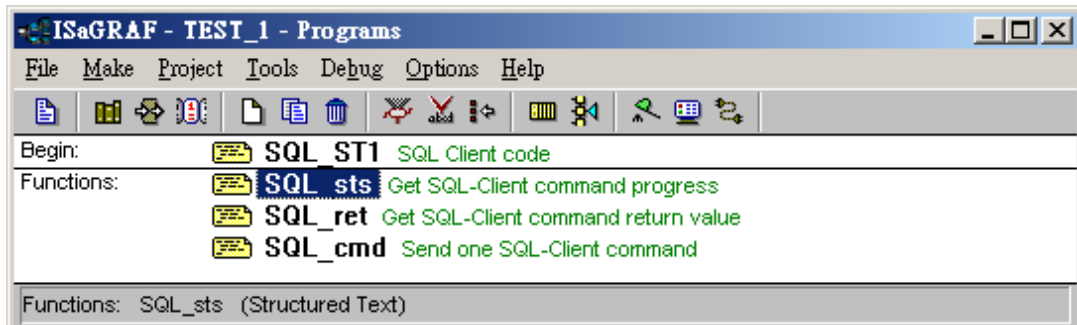 ISaGRAF - TEST_1 - Programs
File Make Project Tools Debug Options Help
Begin: SQL_ST1 SQL Client code
Functions: SQL_sts Get SQL-Client command progress
SQL_ret Get SQL-Client command return value
SQL_cmd Send one SQL-Client command
Functions: SQL_sts (Structured Text)